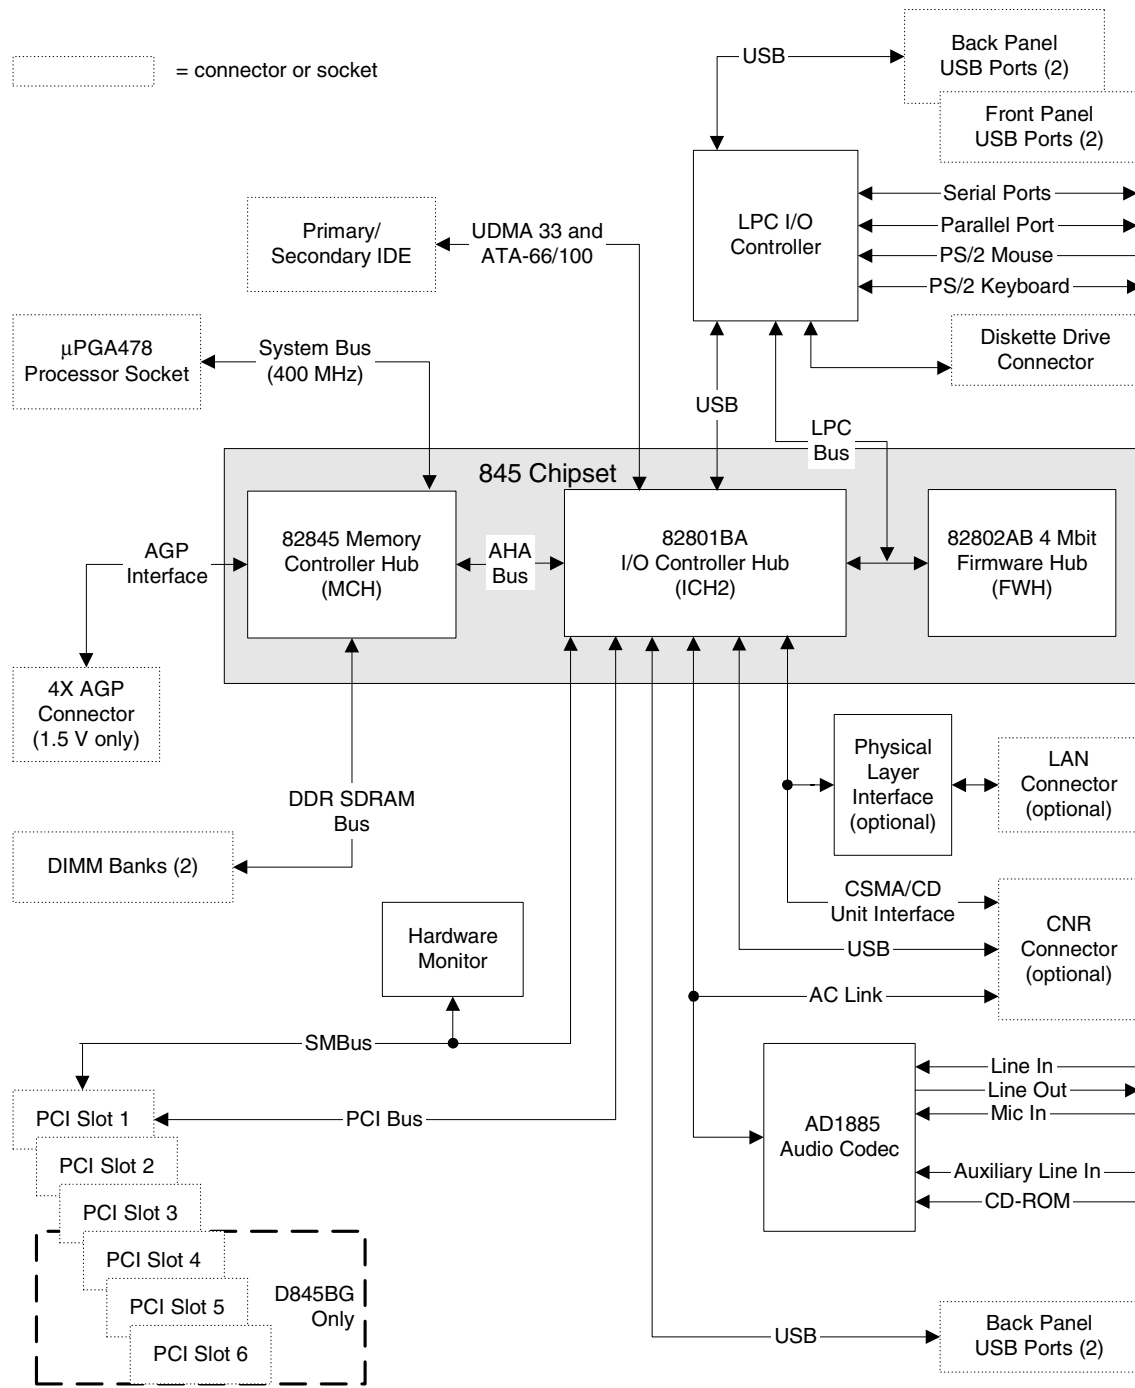 = connector or socket
USB
Back Panel
USB Ports (2)
Front Panel
USB Ports (2)
LPC I/O
Controller
Serial Ports
Parallel Port
PS/2 Mouse
PS/2 Keyboard
Primary/
Secondary IDE
UDMA 33 and
ATA-66/100
µPGA478
Processor Socket
System Bus
(400 MHz)
Diskette Drive
Connector
USB
LPC
Bus
845 Chipset
82845 Memory
Controller Hub
(MCH)
AHA
Bus
82801BA
I/O Controller Hub
(ICH2)
82802AB 4 Mbit
Firmware Hub
(FWH)
AGP
Interface
4X AGP
Connector
(1.5 V only)
Physical
Layer
Interface
(optional)
LAN
Connector
(optional)
DDR SDRAM
Bus
DIMM Banks (2)
CSMA/CD
Unit Interface
USB
AC Link
CNR
Connector
(optional)
Hardware
Monitor
SMBus
PCI Bus
PCI Slot 1
PCI Slot 2
PCI Slot 3
PCI Slot 4
PCI Slot 5
PCI Slot 6
D845BG
Only
AD1885
Audio Codec
Line In
Line Out
Mic In
Auxiliary Line In
CD-ROM
USB
Back Panel
USB Ports (2)